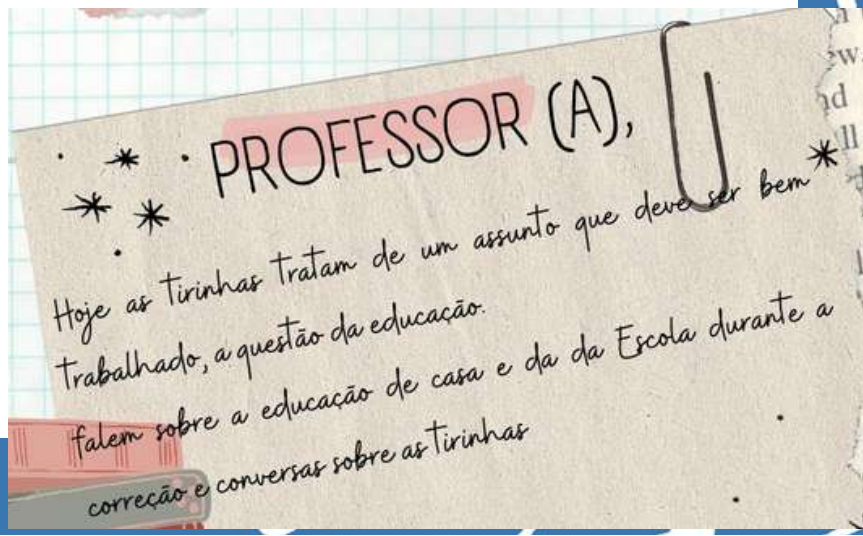 PROFESSOR (A),
Hoje as tirinhas tratam de um assunto que deve ser bem
trabalhado, a questão da educação.
falem sobre a educação de casa e da da Escola durante a
correção e conversas sobre as tirinhas